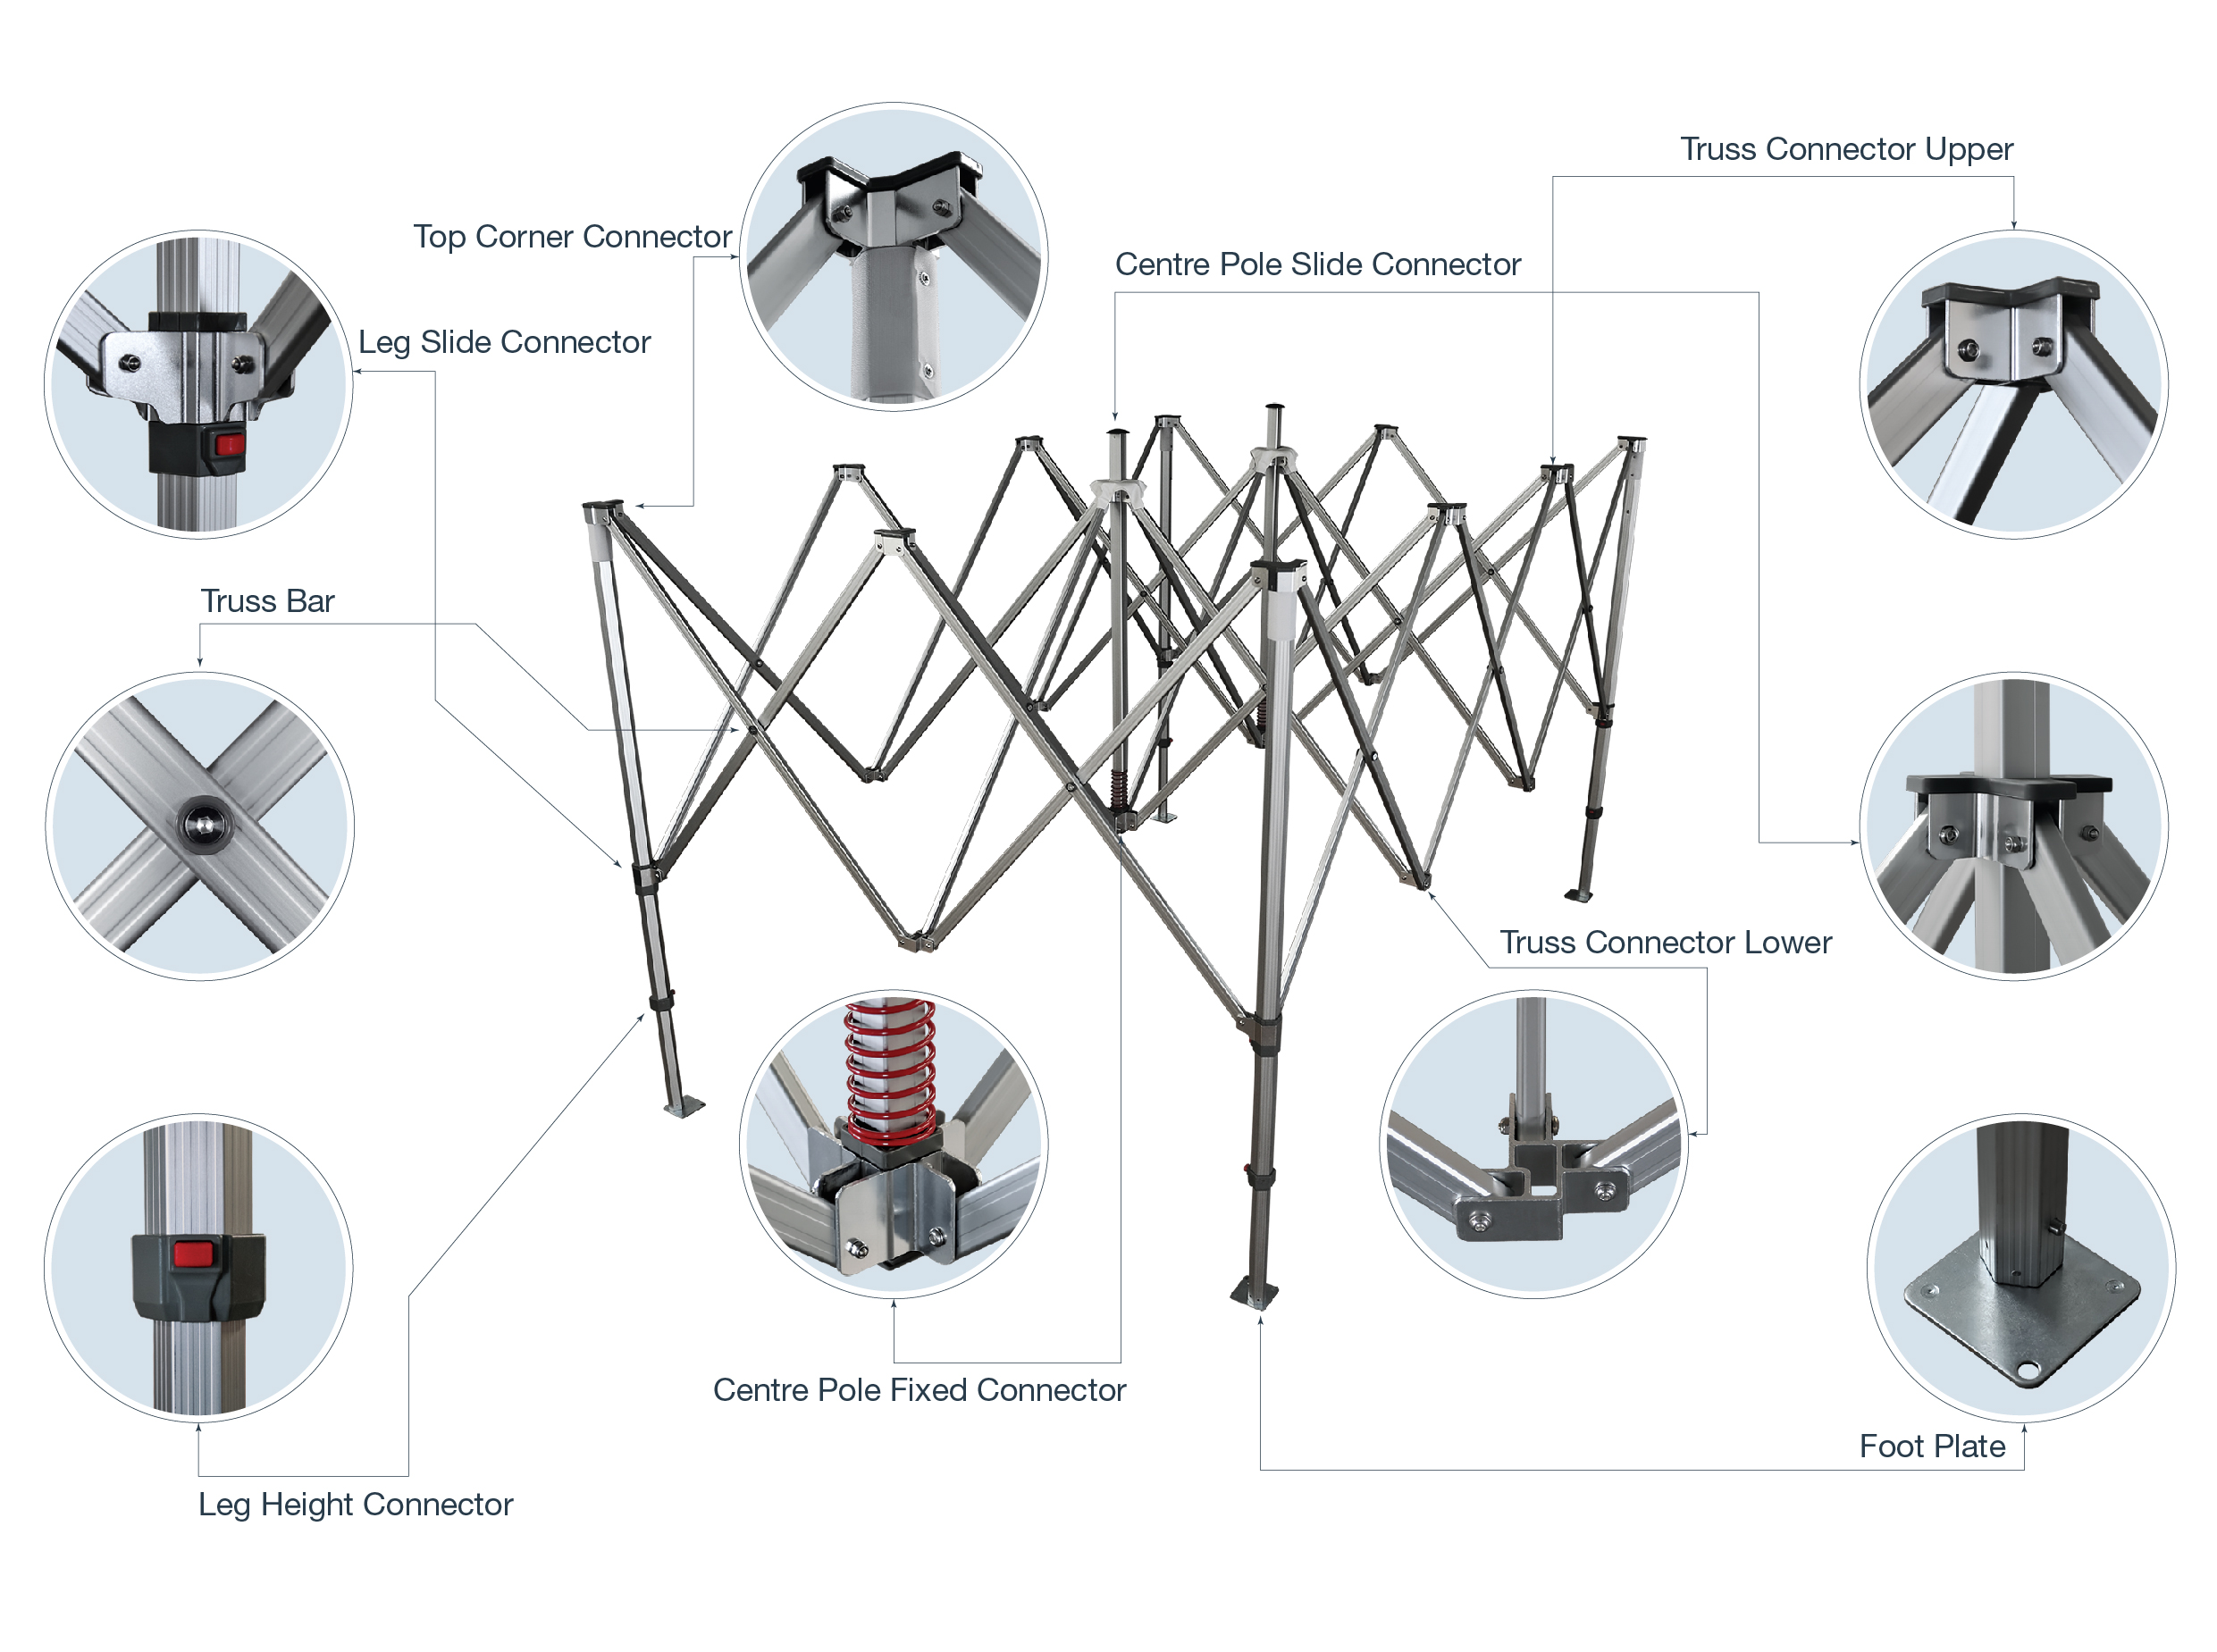 Truss Connector Upper
Top Corner Connector
Centre Pole Slide Connector
Leg Slide Connector
Truss Bar
Truss Connector Lower
Centre Pole Fixed Connector
Foot Plate
Leg Height Connector